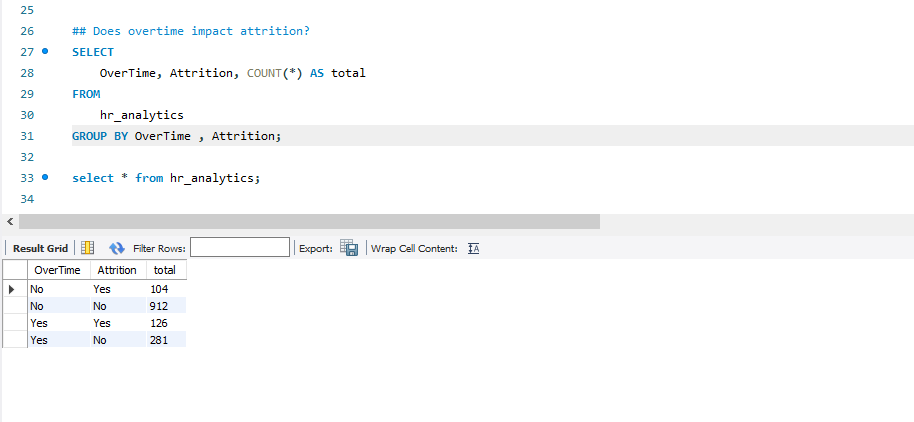 25
26 ## Does overtime impact attrition?
27 SELECT
28 OverTime, Attrition, COUNT(*) AS total
29 FROM
30 hr_analytics
31 GROUP BY OverTime , Attrition;
32
33 select * from hr_analytics;
34
Result Grid Filter Rows: Export: Wrap Cell Content:
OverTime Attrition total
No Yes 104
No No 912
Yes Yes 126
Yes No 281